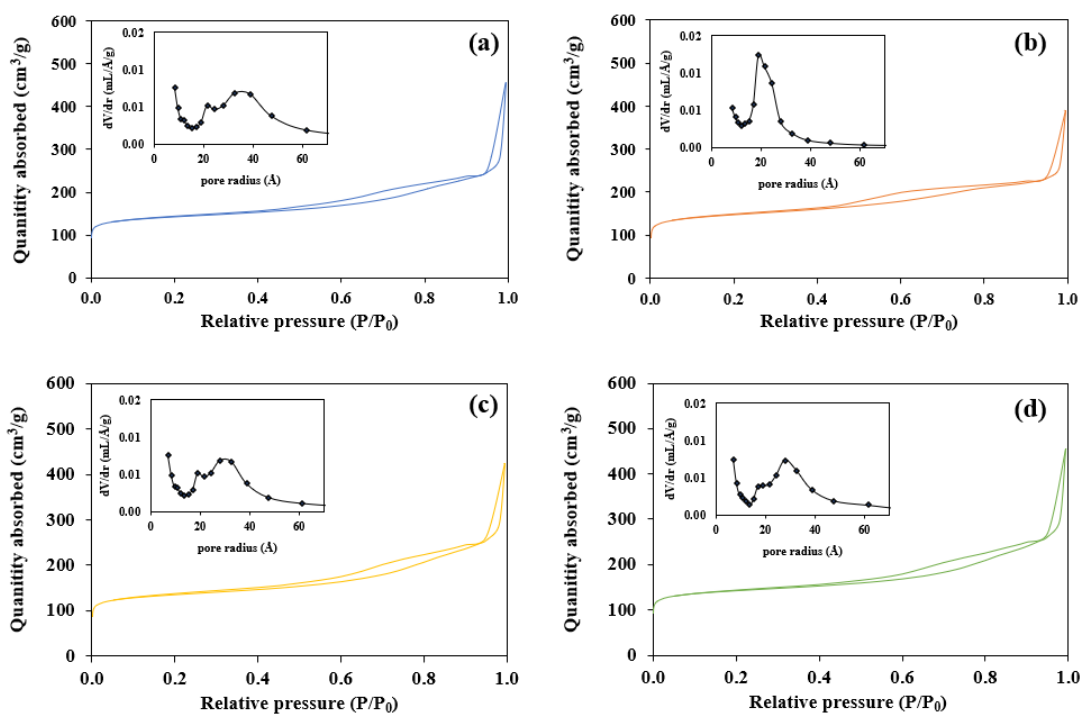 (a)
Quanitity absorbed (cm³/g)
600
500
400
300
200
100
0
0.0 0.2 0.4 0.6 0.8 1.0
Relative pressure (P/P₀)
dV/dr (mL/Å/g)
0.02
0.01
0.01
0.00
0 20 40 60
pore radius (Å)
(b)
Quanitity absorbed (cm³/g)
600
500
400
300
200
100
0
0.0 0.2 0.4 0.6 0.8 1.0
Relative pressure (P/P₀)
dV/dr (mL/Å/g)
0.02
0.01
0.01
0.00
0 20 40 60
pore radius (Å)
(c)
Quanitity absorbed (cm³/g)
600
500
400
300
200
100
0
0.0 0.2 0.4 0.6 0.8 1.0
Relative pressure (P/P₀)
dV/dr (mL/Å/g)
0.02
0.01
0.01
0.00
0 20 40 60
pore radius (Å)
(d)
Quanitity absorbed (cm³/g)
600
500
400
300
200
100
0
0.0 0.2 0.4 0.6 0.8 1.0
Relative pressure (P/P₀)
dV/dr (mL/Å/g)
0.02
0.01
0.01
0.00
0 20 40 60
pore radius (Å)